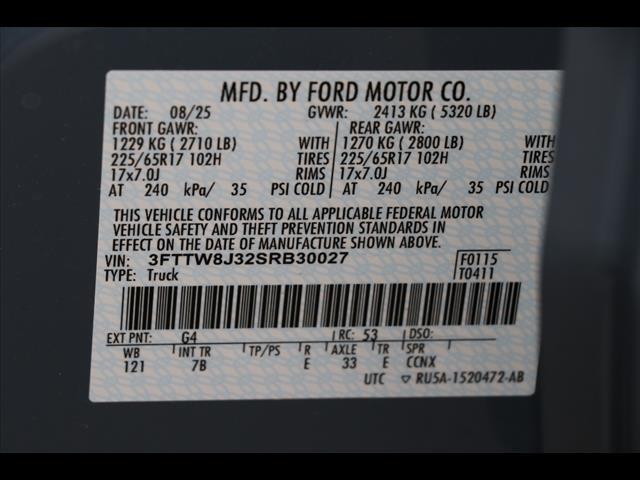 MFD. BY FORD MOTOR CO.
DATE: 08/25 GVWR: 2413 KG ( 5320 LB)
FRONT GAWR: REAR GAWR:
1229 KG ( 2710 LB) WITH 1270 KG ( 2800 LB) WITH
225/65R17 102H TIRES 225/65R17 102H TIRES
17x7.0J RIMS 17x7.0J RIMS
AT 240 kPa/ 35 PSI COLD AT 240 kPa/ 35 PSI COLD
THIS VEHICLE CONFORMS TO ALL APPLICABLE FEDERAL MOTOR
VEHICLE SAFETY AND THEFT PREVENTION STANDARDS IN
EFFECT ON THE DATE OF MANUFACTURE SHOWN ABOVE.
VIN: 3FTTW8J32SRB30027 F0115
TYPE: Truck T0411
EXT PNT: G4 RC: 53 DSO:
WB INT TR TP/PS R AXLE TR SPR
121 7B E 33 E CCNX
UTC ▽ RU5A-1520472-AB